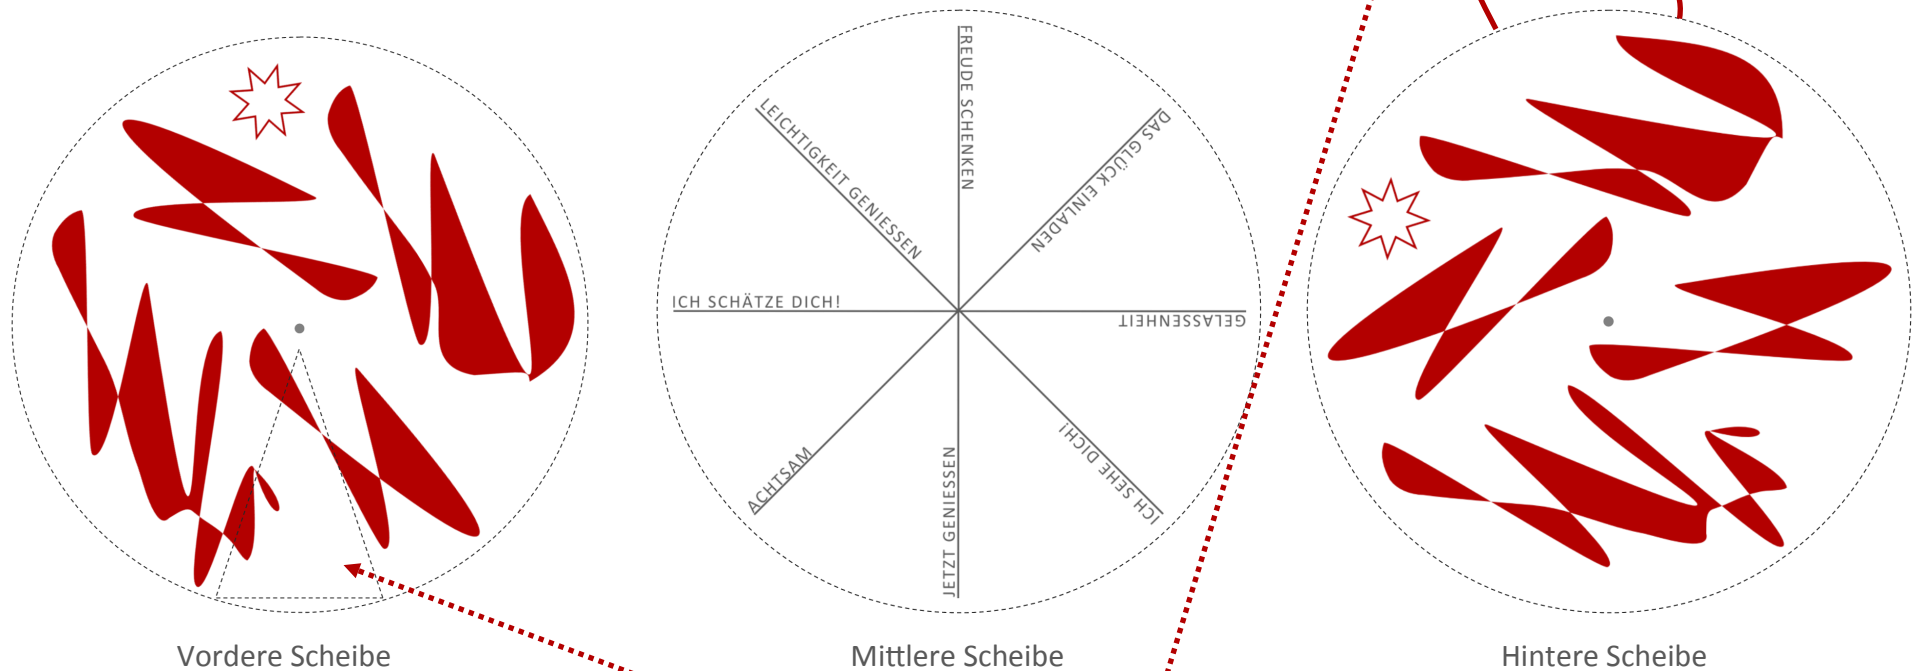 FREUDE SCHENKEN
DAS GLÜCK EINLADEN
GELASSENHEIT
ICH SEHE DICH!
JETZT GENIESSEN
ACHTSAM
ICH SCHÄTZE DICH!
LEICHTIGKEIT GENIESSEN
Vordere Scheibe
Mittlere Scheibe
Hintere Scheibe